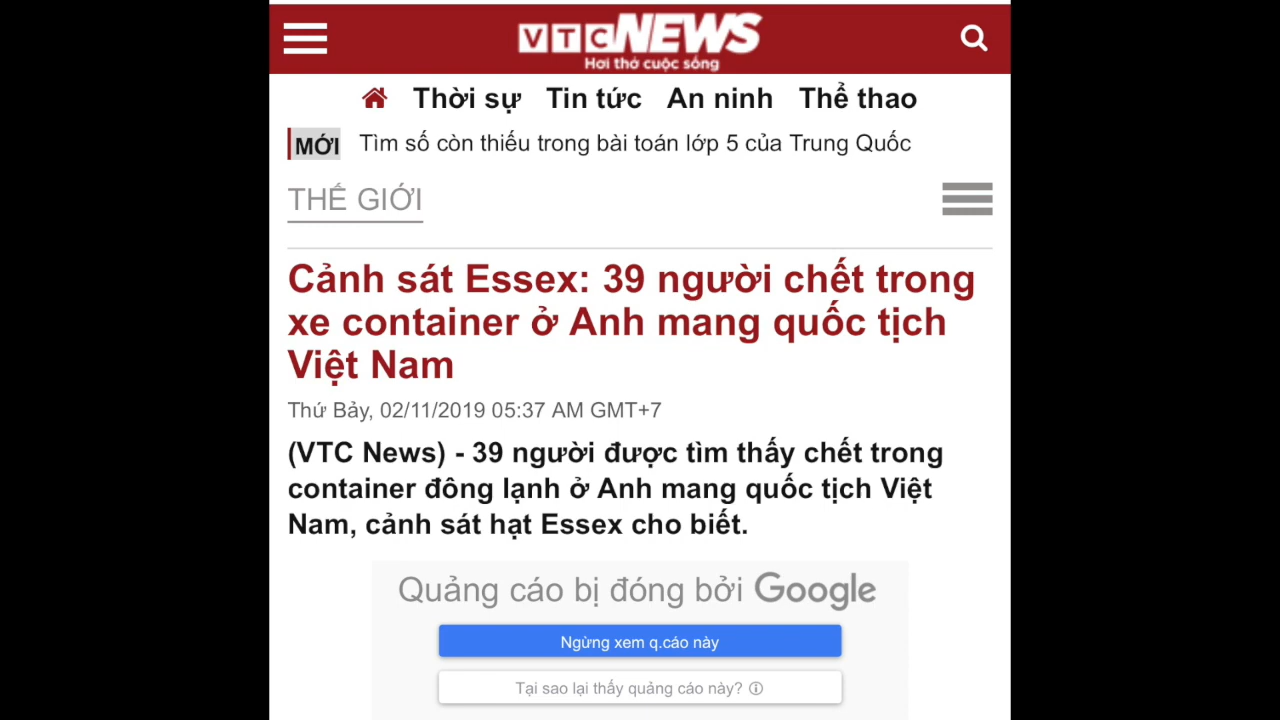 VTCNEWS
Hơi thở cuộc sống
Thời sự Tin tức An ninh Thể thao
MỚI Tìm số còn thiếu trong bài toán lớp 5 của Trung Quốc
THẾ GIỚI
Cảnh sát Essex: 39 người chết trong
xe container ở Anh mang quốc tịch
Việt Nam
Thứ Bảy, 02/11/2019 05:37 AM GMT+7
(VTC News) - 39 người được tìm thấy chết trong
container đông lạnh ở Anh mang quốc tịch Việt
Nam, cảnh sát hạt Essex cho biết.
Quảng cáo bị đóng bởi Google
Ngừng xem q.cáo này
Tại sao lại thấy quảng cáo này?